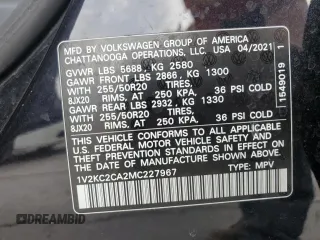 MFD BY VOLKSWAGEN GROUP OF AMERICA
CHATTANOOGA OPERATIONS, LLC. USA 04/2021
GVWR LBS 5688, KG 2580
GAWR FRONT LBS 2866, KG 1300
255/50R20 TIRES,
8JX20 RIMS, AT 250 KPA, 36 PSI COLD
GAWR REAR LBS 2932, KG 1330
255/50R20 TIRES,
8JX20 RIMS, AT 250 KPA, 36 PSI COLD
THIS VEHICLE CONFORMS TO ALL APPLICABLE
FEDERAL MOTOR VEHICLE SAFETY
AND THEFT PREVENTION STANDARDS IN EFFECT
ON THE DATE OF MANUFACTURE SHOWN ABOVE.
1V2KC2CA2MC227967 TYPE: MPV
1549019 1
DREAMBID
dreambid.com